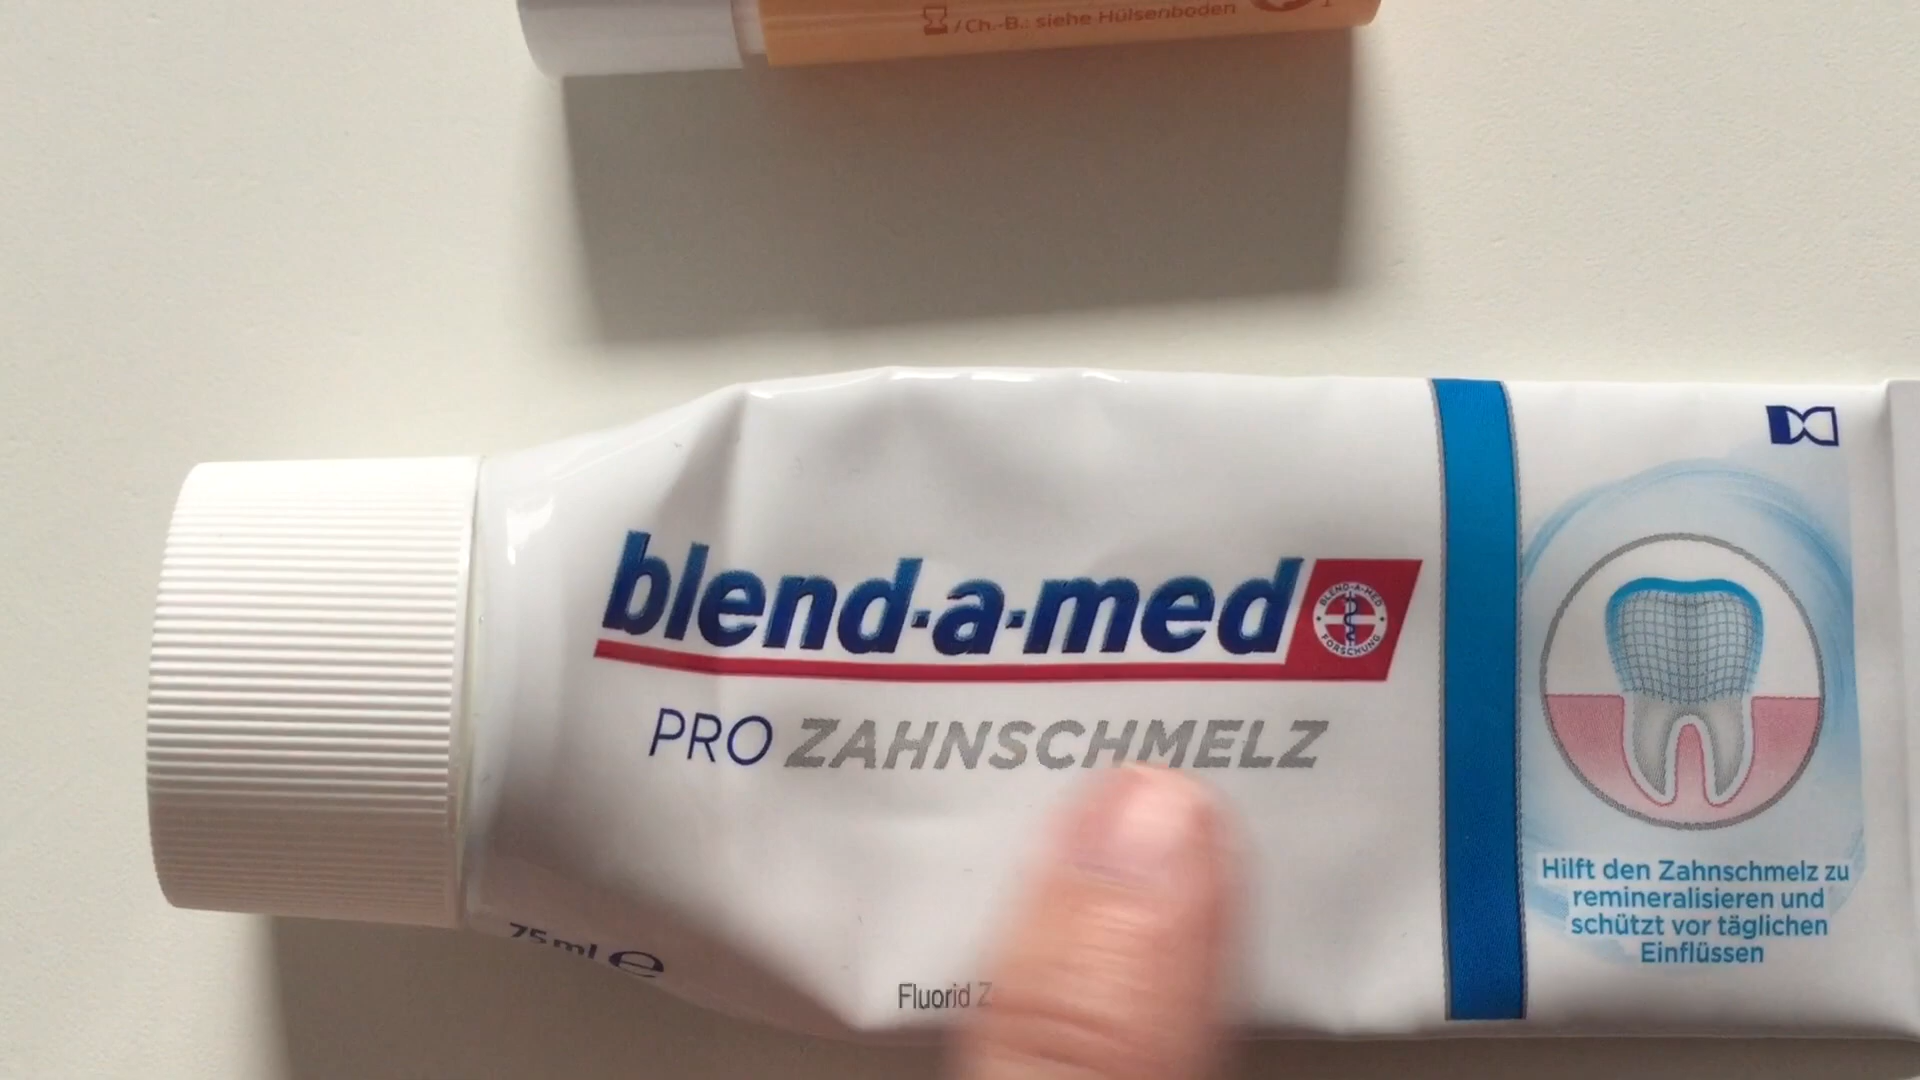 /Ch.-B.: siehe Hülsenboden
blend-a-med
BLEND-A-MED
FORSCHUNG
PRO ZAHNSCHMELZ
75 ml e
Fluorid
Hilft den Zahnschmelz zu
remineralisieren und
schützt vor täglichen
Einflüssen